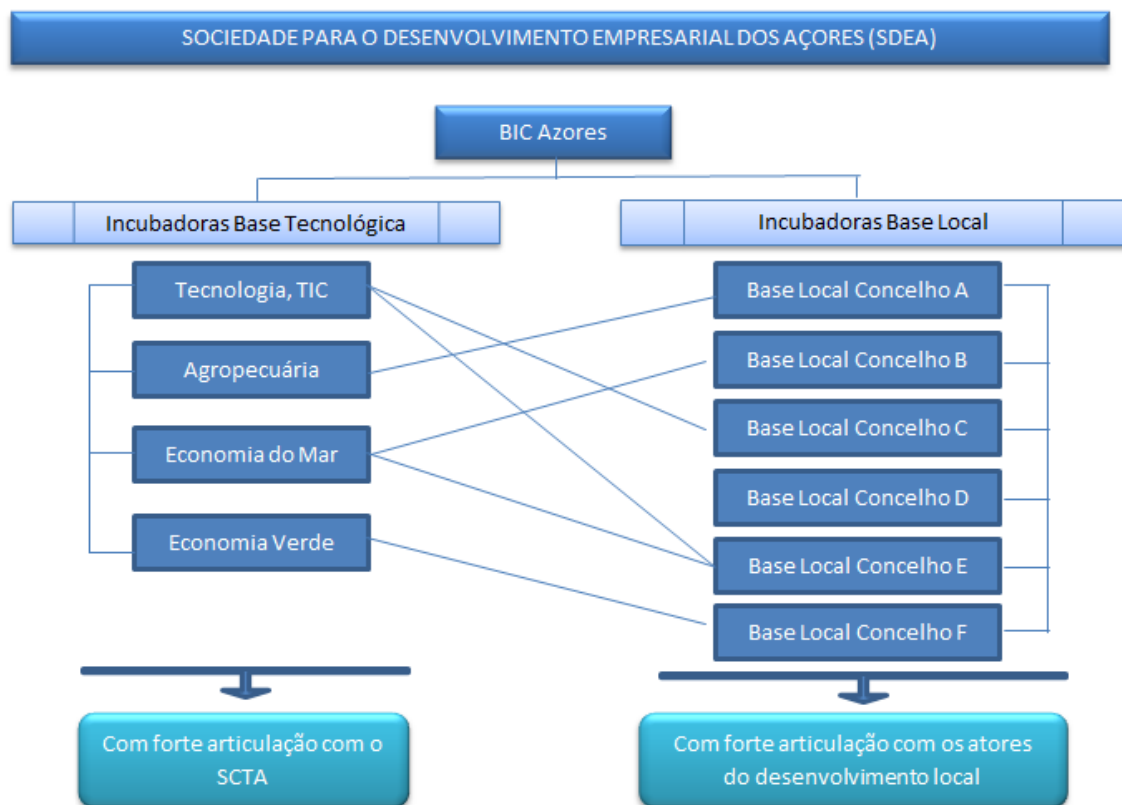 SOCIEDADE PARA O DESENVOLVIMENTO EMPRESARIAL DOS AÇORES (SDEA)
BIC Azores
Incubadoras Base Tecnológica
Incubadoras Base Local
Tecnologia, TIC
Agropecuária
Economia do Mar
Economia Verde
Base Local Concelho A
Base Local Concelho B
Base Local Concelho C
Base Local Concelho D
Base Local Concelho E
Base Local Concelho F
Com forte articulação com o
SCTA
Com forte articulação com os atores
do desenvolvimento local